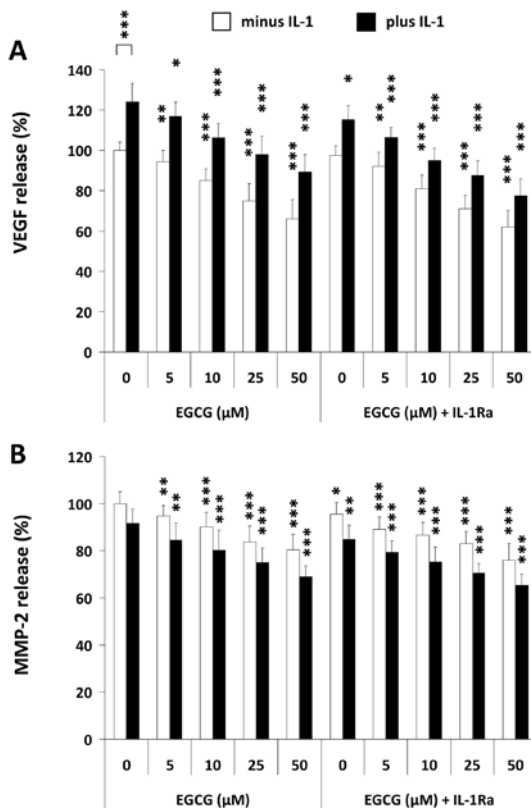 minus IL-1 plus IL-1
A
***
** * *** *** *** *** *** ***
* ** *** *** *** *** *** *** ***
VEGF release (%)
140
120
100
80
60
40
20
0
0 5 10 25 50 0 5 10 25 50
EGCG (µM) EGCG (µM) + IL-1Ra
B
** ** *** *** *** *** *** ***
* ** *** *** *** *** *** *** *** ***
MMP-2 release (%)
120
100
80
60
40
20
0
0 5 10 25 50 0 5 10 25 50
EGCG (µM) EGCG (µM) + IL-1Ra